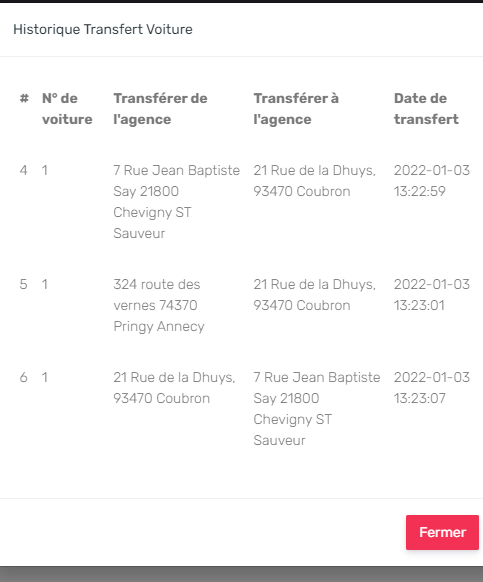 Historique Transfert Voiture
# N° de voiture Transférer de l'agence Transférer à l'agence Date de transfert
4 1 7 Rue Jean Baptiste Say 21800 Chevigny ST Sauveur 21 Rue de la Dhuys, 93470 Coubron 2022-01-03 13:22:59
5 1 324 route des vernes 74370 Pringy Annecy 21 Rue de la Dhuys, 93470 Coubron 2022-01-03 13:23:01
6 1 21 Rue de la Dhuys, 93470 Coubron 7 Rue Jean Baptiste Say 21800 Chevigny ST Sauveur 2022-01-03 13:23:07
Fermer